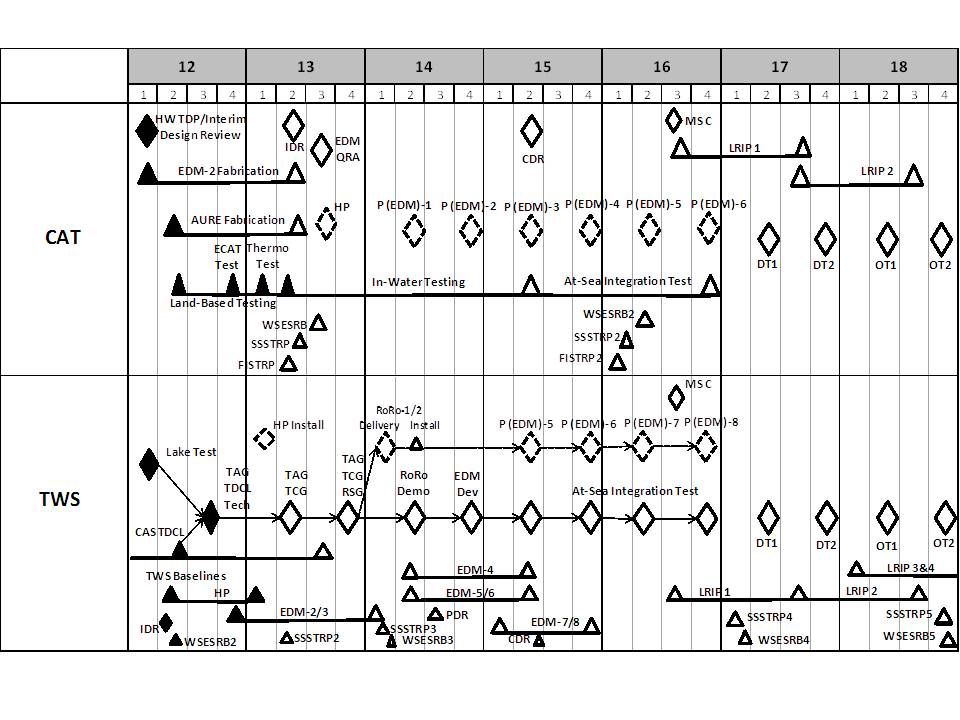 12 13 14 15 16 17 18
1 2 3 4 1 2 3 4 1 2 3 4 1 2 3 4 1 2 3 4 1 2 3 4 1 2 3 4
CAT
HW TDP/Interim
Design Review
IDR
EDM
QRA
CDR
MSC
LRIP 1
EDM-2 Fabrication
LRIP 2
AURE Fabrication
HP
P (EDM)-1 P (EDM)-2 P (EDM)-3 P (EDM)-4 P (EDM)-5 P (EDM)-6
DT1 DT2 OT1 OT2
ECAT
Test
Thermo
Test
In-Water Testing
At-Sea Integration Test
Land-Based Testing
WSESRB
SSSTRP
FISTRP
WSESRB2
SSSTRP2
FISTRP2
TWS
MSC
RoRo-1/2
Delivery Install
HP Install
P (EDM)-5 P (EDM)-6 P (EDM)-7 P (EDM)-8
Lake Test
TAG
TDCL
Tech
TAG
TCG
TAG
TCG
RSG
RoRo
Demo
EDM
Dev
At-Sea Integration Test
CASTDCL
DT1 DT2 OT1 OT2
TWS Baselines
EDM-4
LRIP 3&4
HP
EDM-5/6
LRIP 1
LRIP 2
EDM-2/3
PDR
EDM-7/8
SSSTRP4
SSSTRP5
IDR
WSESRB2
SSSTRP2
SSSTRP3
WSESRB3
CDR
WSESRB4
WSESRB5